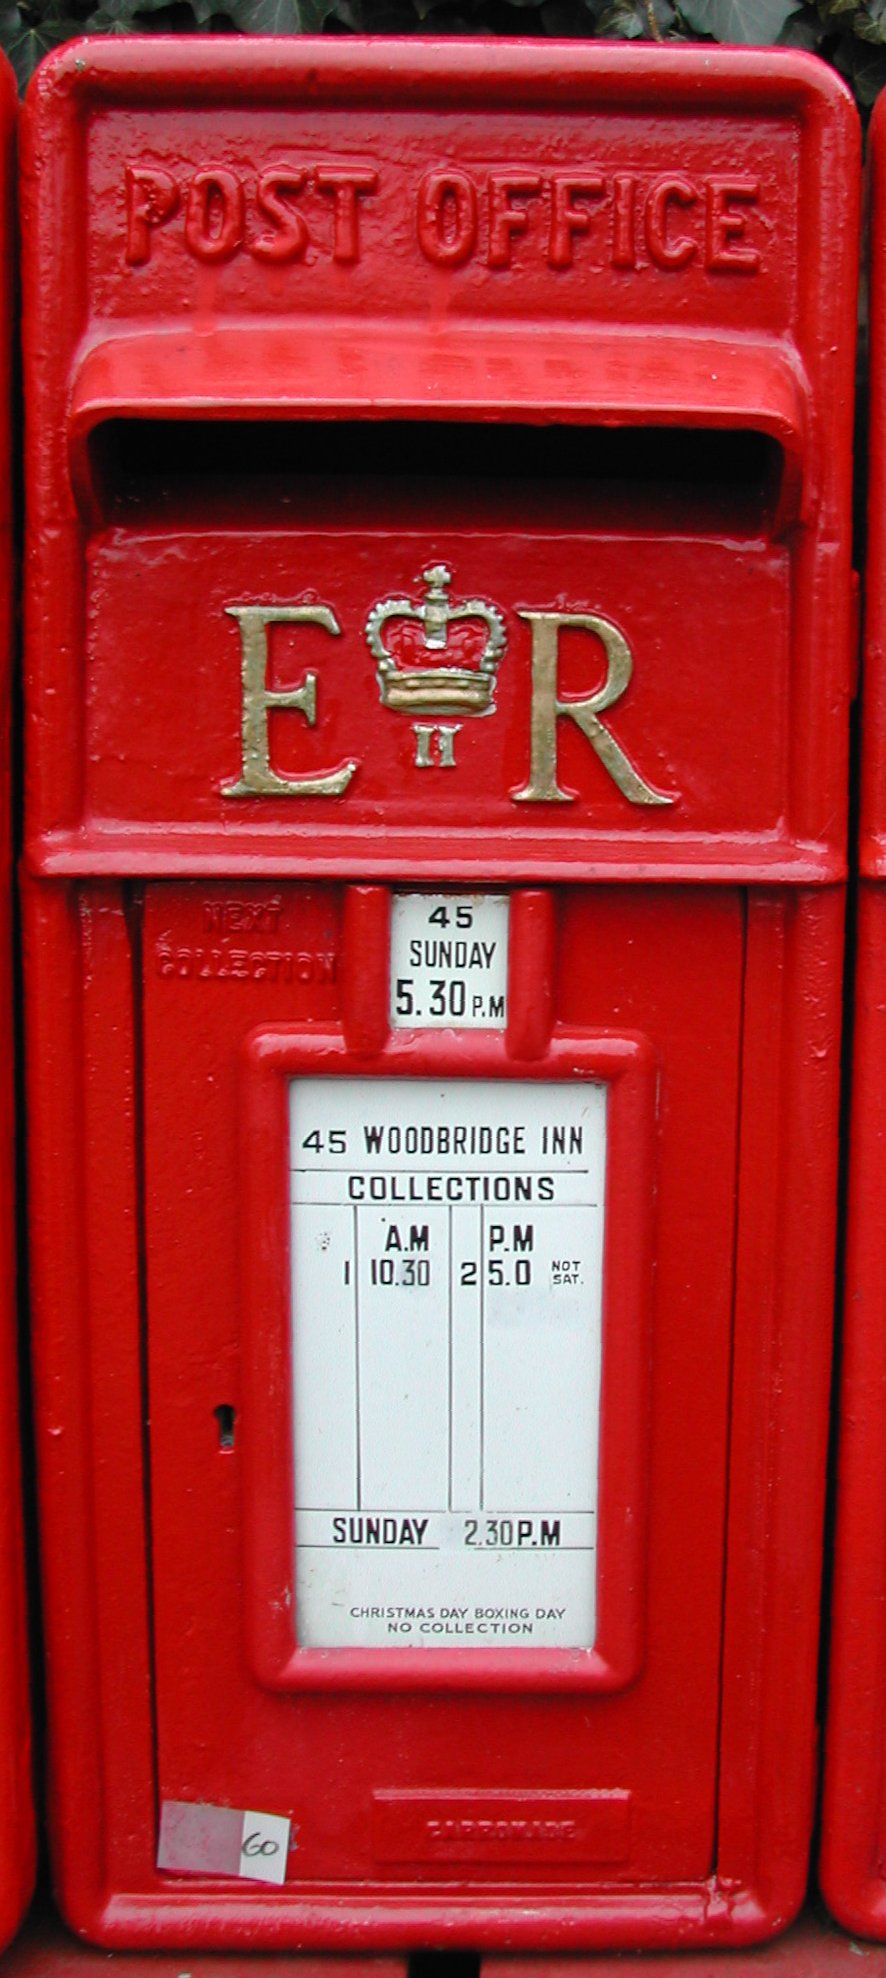 POST OFFICE
E II R
NEXT
COLLECTION
45
SUNDAY
5.30 P.M
45 WOODBRIDGE INN
COLLECTIONS
A.M P.M
1 10.30 2 5.0 NOT SAT.
SUNDAY 2.30 P.M
CHRISTMAS DAY BOXING DAY
NO COLLECTION
60